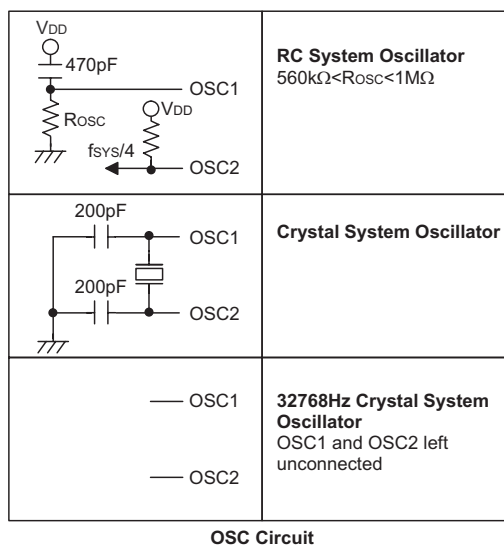 VDD
470pF
OSC1
ROSC
VDD
fSYS/4
OSC2
RC System Oscillator
560kΩ<ROSC<1MΩ
200pF
OSC1
200pF
OSC2
Crystal System Oscillator
OSC1
OSC2
32768Hz Crystal System
Oscillator
OSC1 and OSC2 left
unconnected
OSC Circuit